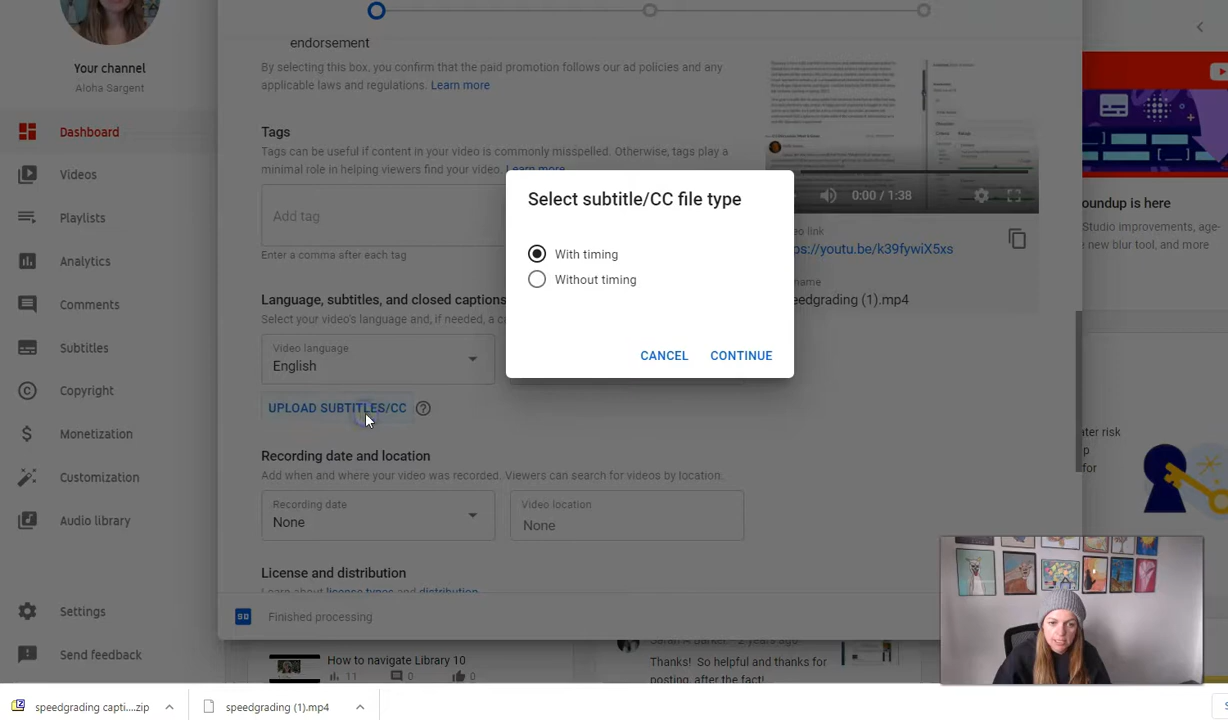 Your channel
Aloha Sargent
Dashboard
Videos
Playlists
Analytics
Comments
Subtitles
Copyright
Monetization
Customization
Audio library
Settings
Send feedback
endorsement
By selecting this box, you confirm that the paid promotion follows our ad policies and any
applicable laws and regulations. Learn more
Tags
Tags can be useful if content in your video is commonly misspelled. Otherwise, tags play a
minimal role in helping viewers find your video. Learn more
Add tag
Enter a comma after each tag
Language, subtitles, and closed captions
Select your video's language and, if needed, a
Video language
English
UPLOAD SUBTITLES/CC
Recording date and location
Add when and where your video was recorded. Viewers can search for videos by location.
Recording date
None
Video location
None
License and distribution
Learn about license types and distribution.
SD
Finished processing
Select subtitle/CC file type
With timing
Without timing
CANCEL
CONTINUE
0:00 / 1:38
eo link
ps://youtu.be/k39fywiX5xs
name
eedgrading (1).mp4
oundup is here
Studio improvements, age-
new blur tool, and more
ater risk
p
for
How to navigate Library 10
11
0
0
2 years ago
Thanks! So helpful and thanks for
posting, after the fact!
speedgrading capti....zip
speedgrading (1).mp4